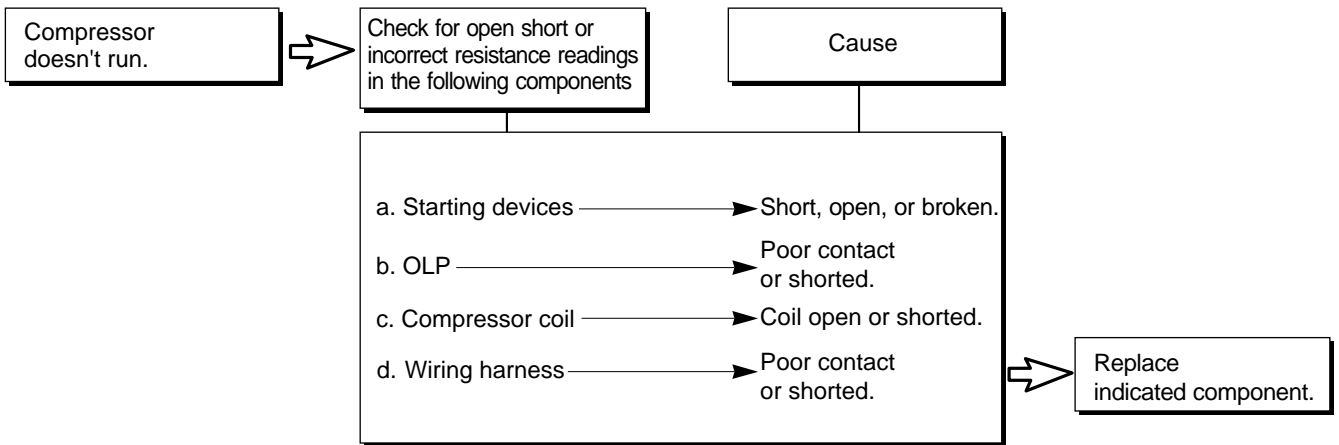 Compressor
doesn't run.
Check for open short or
incorrect resistance readings
in the following components
Cause
a. Starting devices
Short, open, or broken.
b. OLP
Poor contact
or shorted.
c. Compressor coil
Coil open or shorted.
d. Wiring harness
Poor contact
or shorted.
Replace
indicated component.